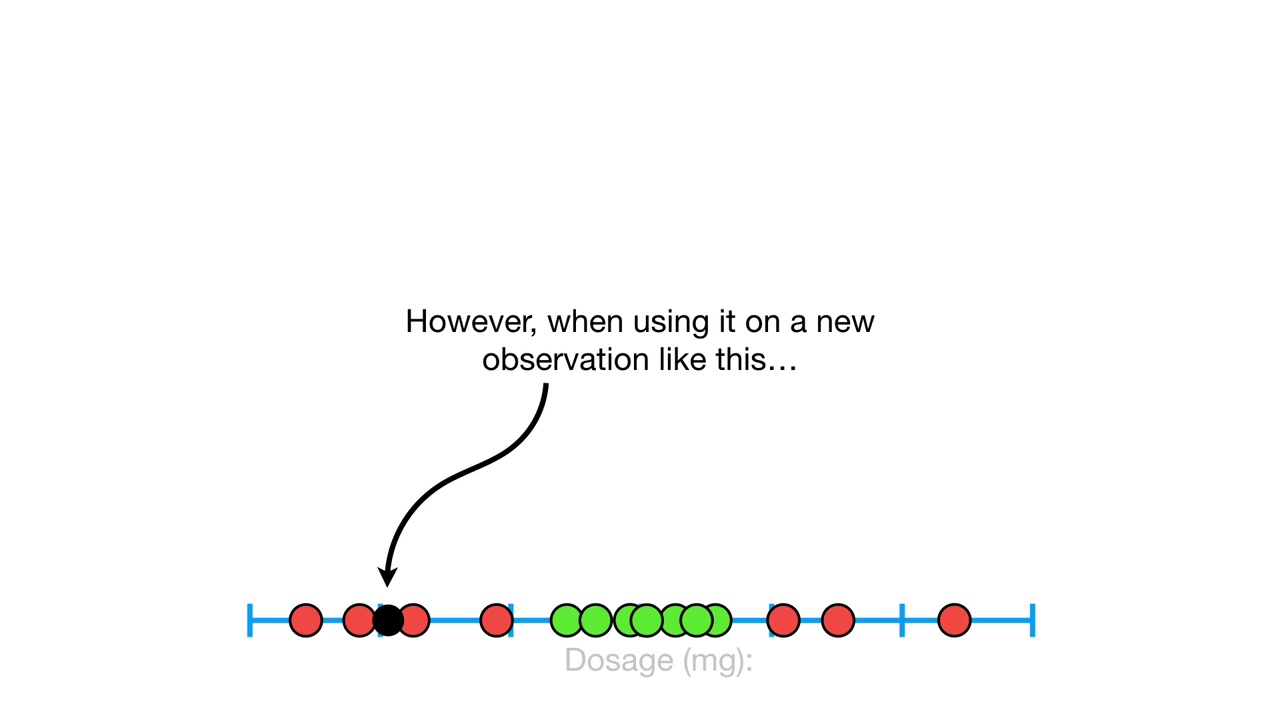 However, when using it on a new
observation like this…
Dosage (mg):